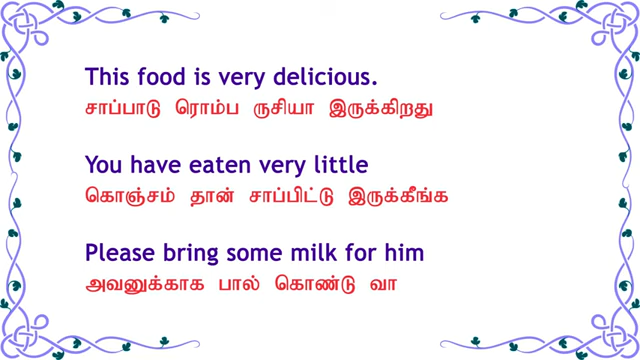 This food is very delicious.
சாப்பாடு ரொம்ப ருசியா இருக்கிறது
You have eaten very little
கொஞ்சம் தான் சாப்பிட்டு இருக்கீங்க
Please bring some milk for him
அவனுக்காக பால் கொண்டு வா